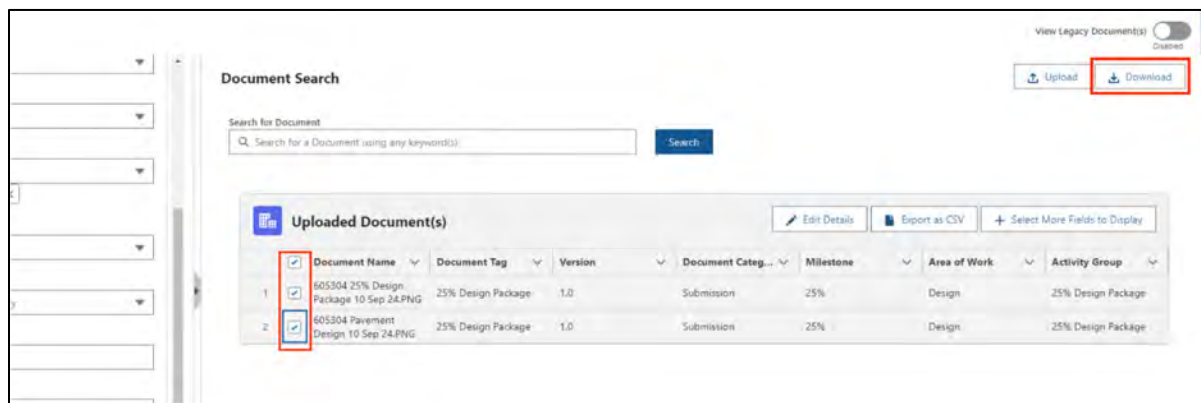 View Legacy Document(s)
Disabled
Document Search
Upload
Download
Search for Document
Search for a Document using any keyword(s)
Search
Uploaded Document(s)
Edit Details
Export as CSV
+ Select More Fields to Display
Document Name Document Tag Version Document Categ... Milestone Area of Work Activity Group
1 605304 25% Design 25% Design Package 1.0 Submission 25% Design 25% Design Package
Package 10 Sep 24.PNG
2 605304 Pavement 25% Design Package 1.0 Submission 25% Design 25% Design Package
Design 10 Sep 24.PNG